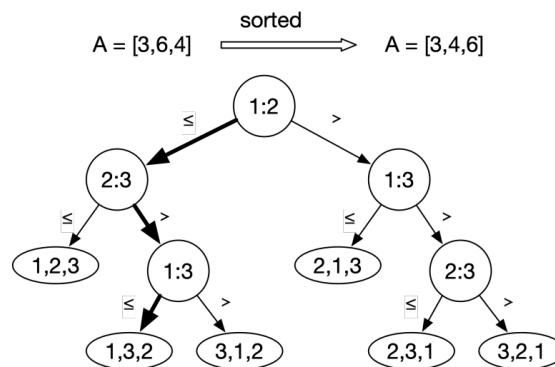 sorted
A = [3,6,4] A = [3,4,6]
1:2
≤ >
2:3 1:3
≤ > ≤ >
1,2,3 1:3 2,1,3 2:3
≤ > ≤ >
1,3,2 3,1,2 2,3,1 3,2,1